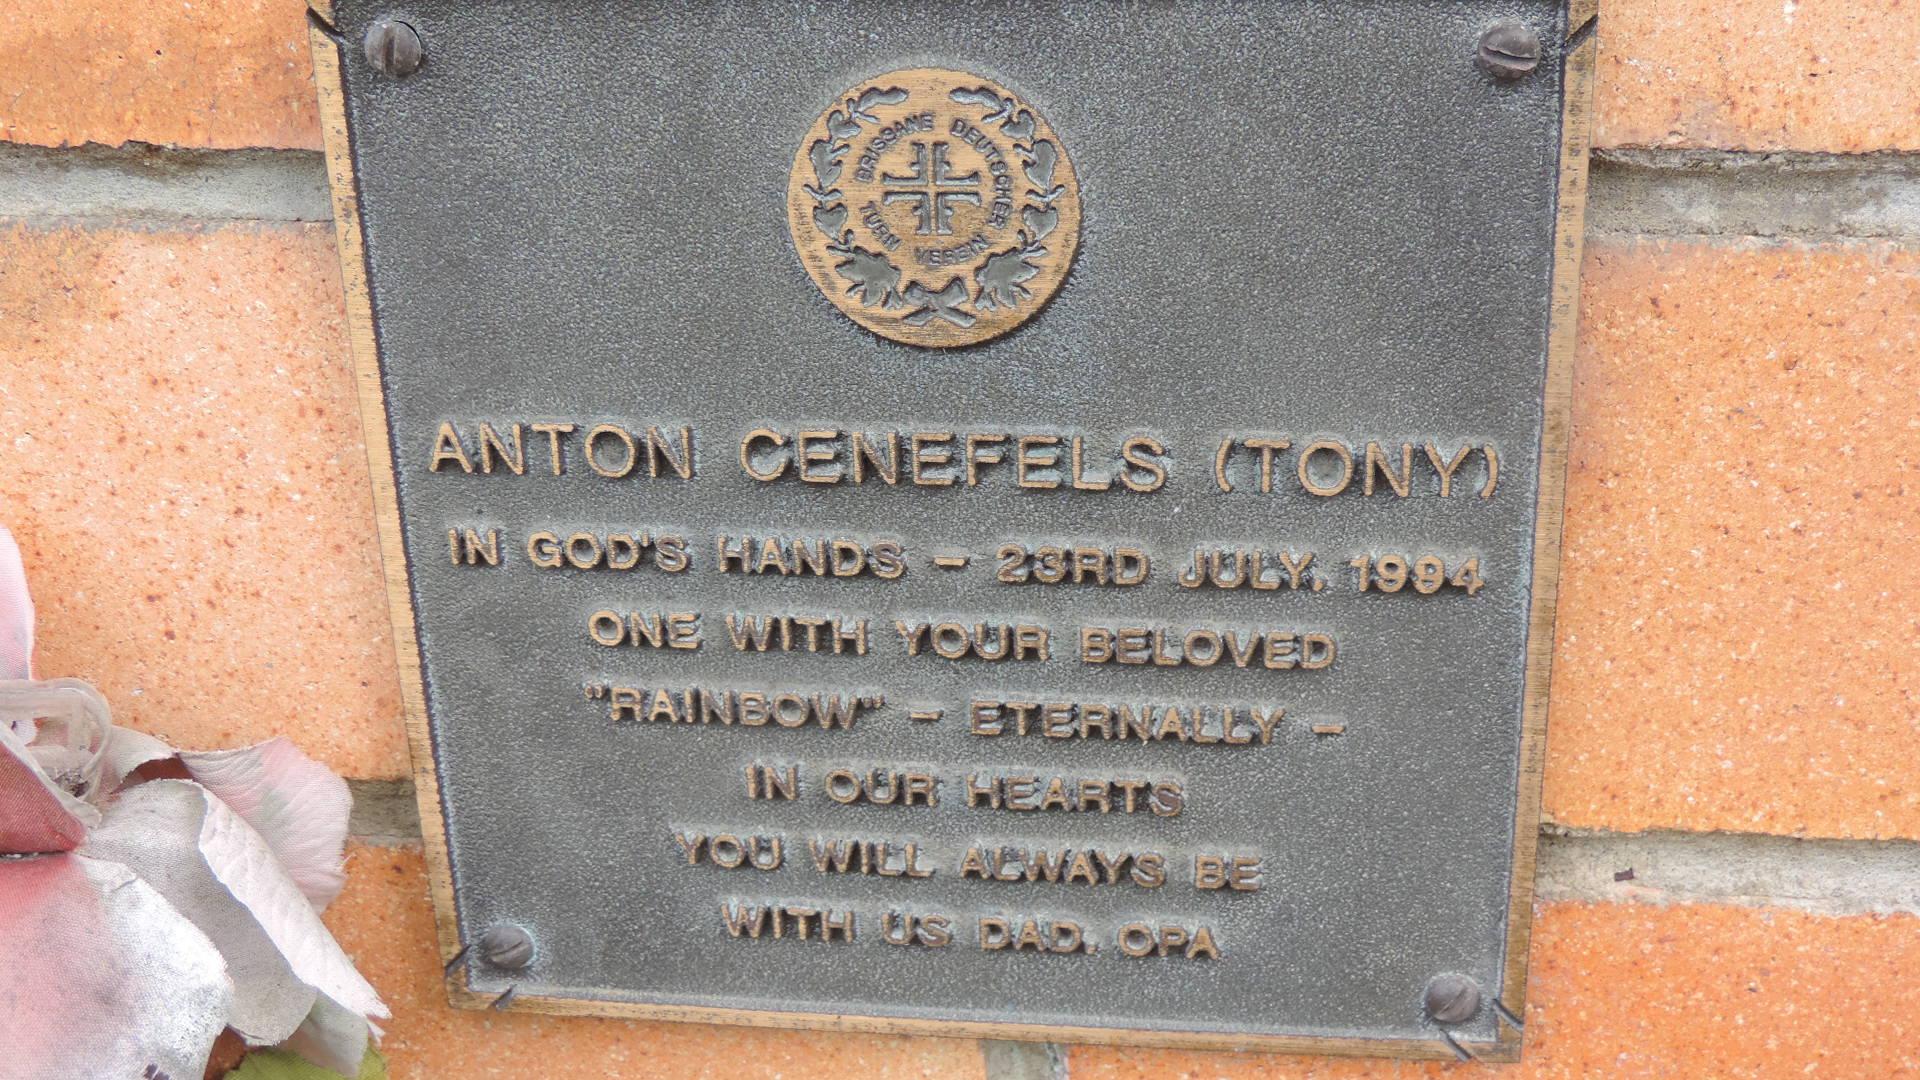 BRISBANE DEUTSCHER
TURN VEREIN
ANTON CENEFELS (TONY)
IN GOD'S HANDS – 23RD JULY, 1994
ONE WITH YOUR BELOVED
"RAINBOW" – ETERNALLY –
IN OUR HEARTS
YOU WILL ALWAYS BE
WITH US DAD, OPA